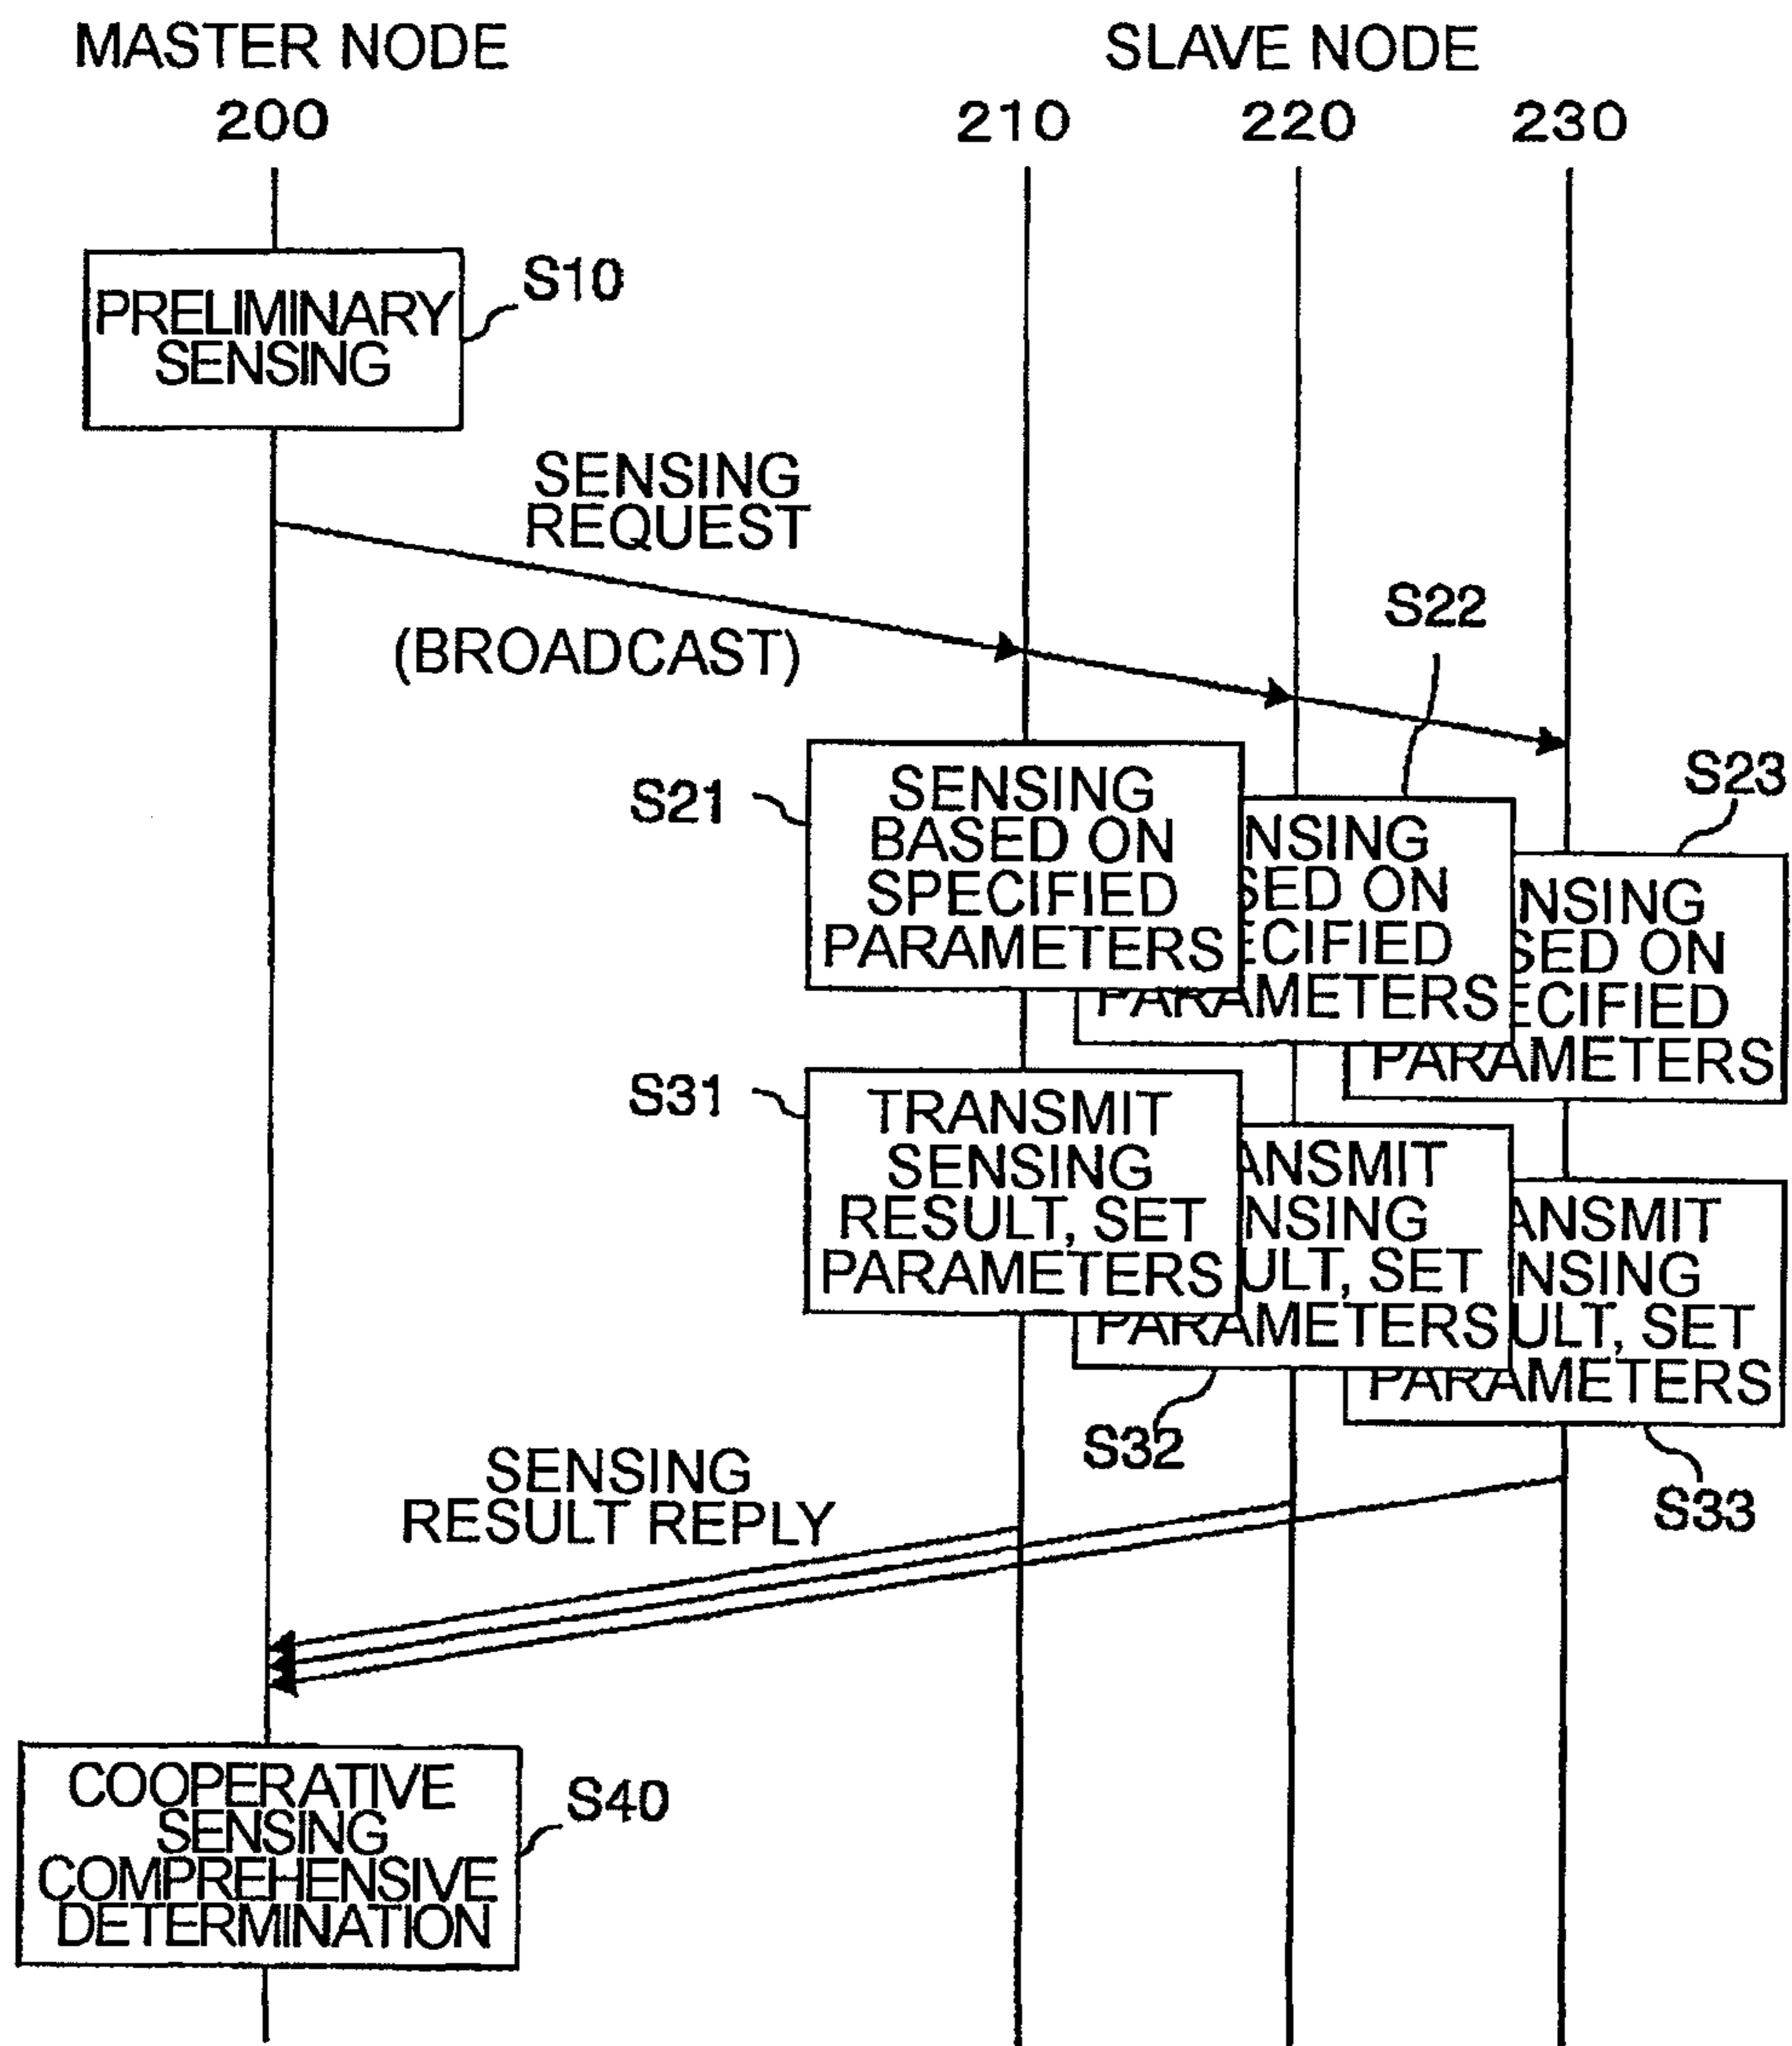 MASTER NODE
200
SLAVE NODE
210
220
230
PRELIMINARY
SENSING
S10
SENSING
REQUEST
(BROADCAST)
S22
S23
S21
SENSING
BASED ON
SPECIFIED
PARAMETERS
NSING
SED ON
ECIFIED
PARAMETERS
NSING
SED ON
ECIFIED
PARAMETERS
S31
TRANSMIT
SENSING
RESULT, SET
PARAMETERS
ANSMIT
NSING
ULT, SET
PARAMETERS
ANSMIT
NSING
ULT, SET
PARAMETERS
S32
S33
SENSING
RESULT REPLY
COOPERATIVE
SENSING
COMPREHENSIVE
DETERMINATION
S40